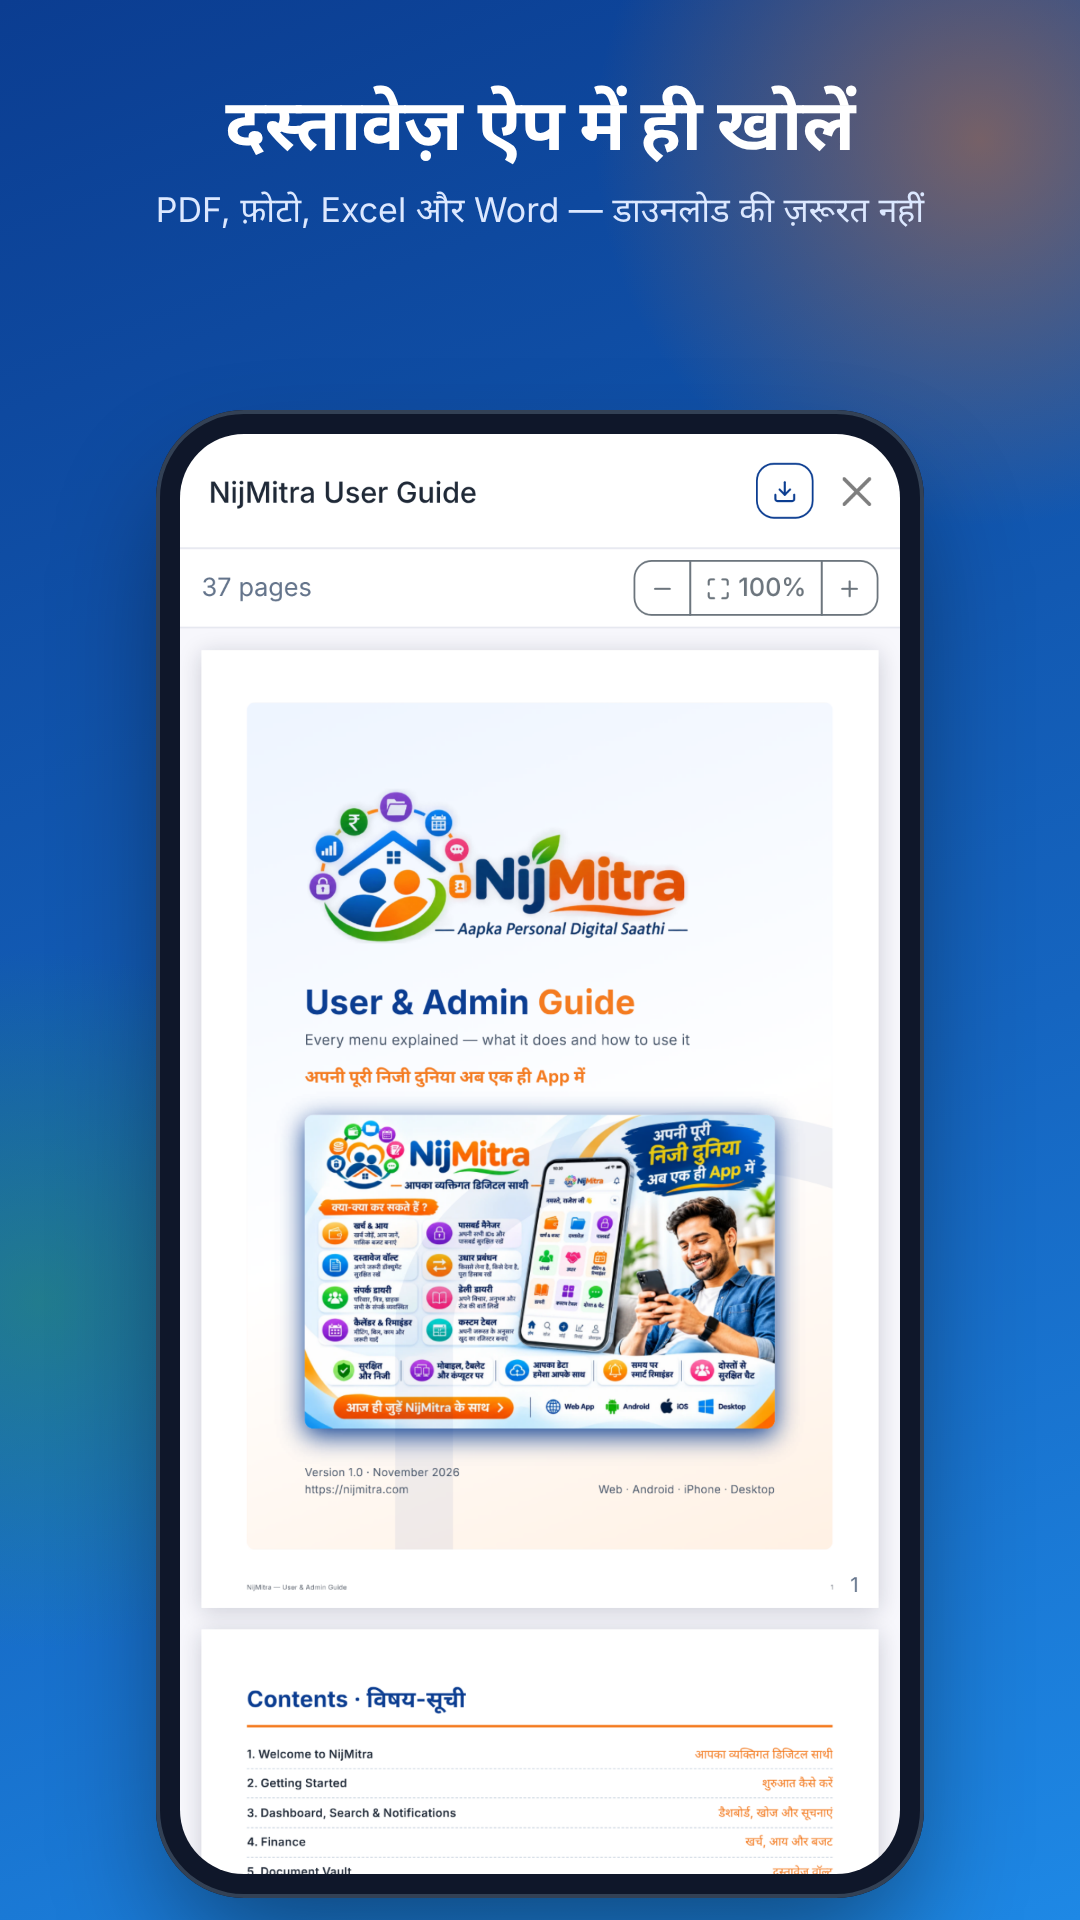 दस्तावेज़ ऐप में ही खोलें
PDF, फ़ोटो, Excel और Word — डाउनलोड की ज़रूरत नहीं
NijMitra User Guide
37 pages
100%
NijMitra
— Aapka Personal Digital Saathi —
User & Admin Guide
Every menu explained — what it does and how to use it
अपनी पूरी निजी दुनिया अब एक ही App में
NijMitra
— आपका व्यक्तिगत डिजिटल साथी —
अपनी पूरी
निजी दुनिया
अब एक ही App में
क्या-क्या कर सकते हैं ?
खर्च & आय
पासवर्ड मैनेजर
दस्तावेज वॉल्ट
उधार प्रबंधन
संपर्क डायरी
डेली डायरी
कैलेंडर & रिमाइंडर
कस्टम टेबल
NijMitra
सुरक्षित
और निजी
मोबाइल, टैबलेट
और कंप्यूटर पर
आपका डेटा
हमेशा आपके साथ
समय पर
स्मार्ट रिमाइंडर
दोस्तों से
सुरक्षित चैट
आज ही जुड़ें NijMitra के साथ
Web App
Android
iOS
Desktop
Version 1.0 · November 2026
https://nijmitra.com
Web · Android · iPhone · Desktop
NijMitra — User & Admin Guide
1
1
Contents · विषय-सूची
1. Welcome to NijMitra आपका व्यक्तिगत डिजिटल साथी
2. Getting Started शुरुआत कैसे करें
3. Dashboard, Search & Notifications डैशबोर्ड, खोज और सूचनाएं
4. Finance खर्च, आय और बजट
5. Document Vault दस्तावेज वॉल्ट